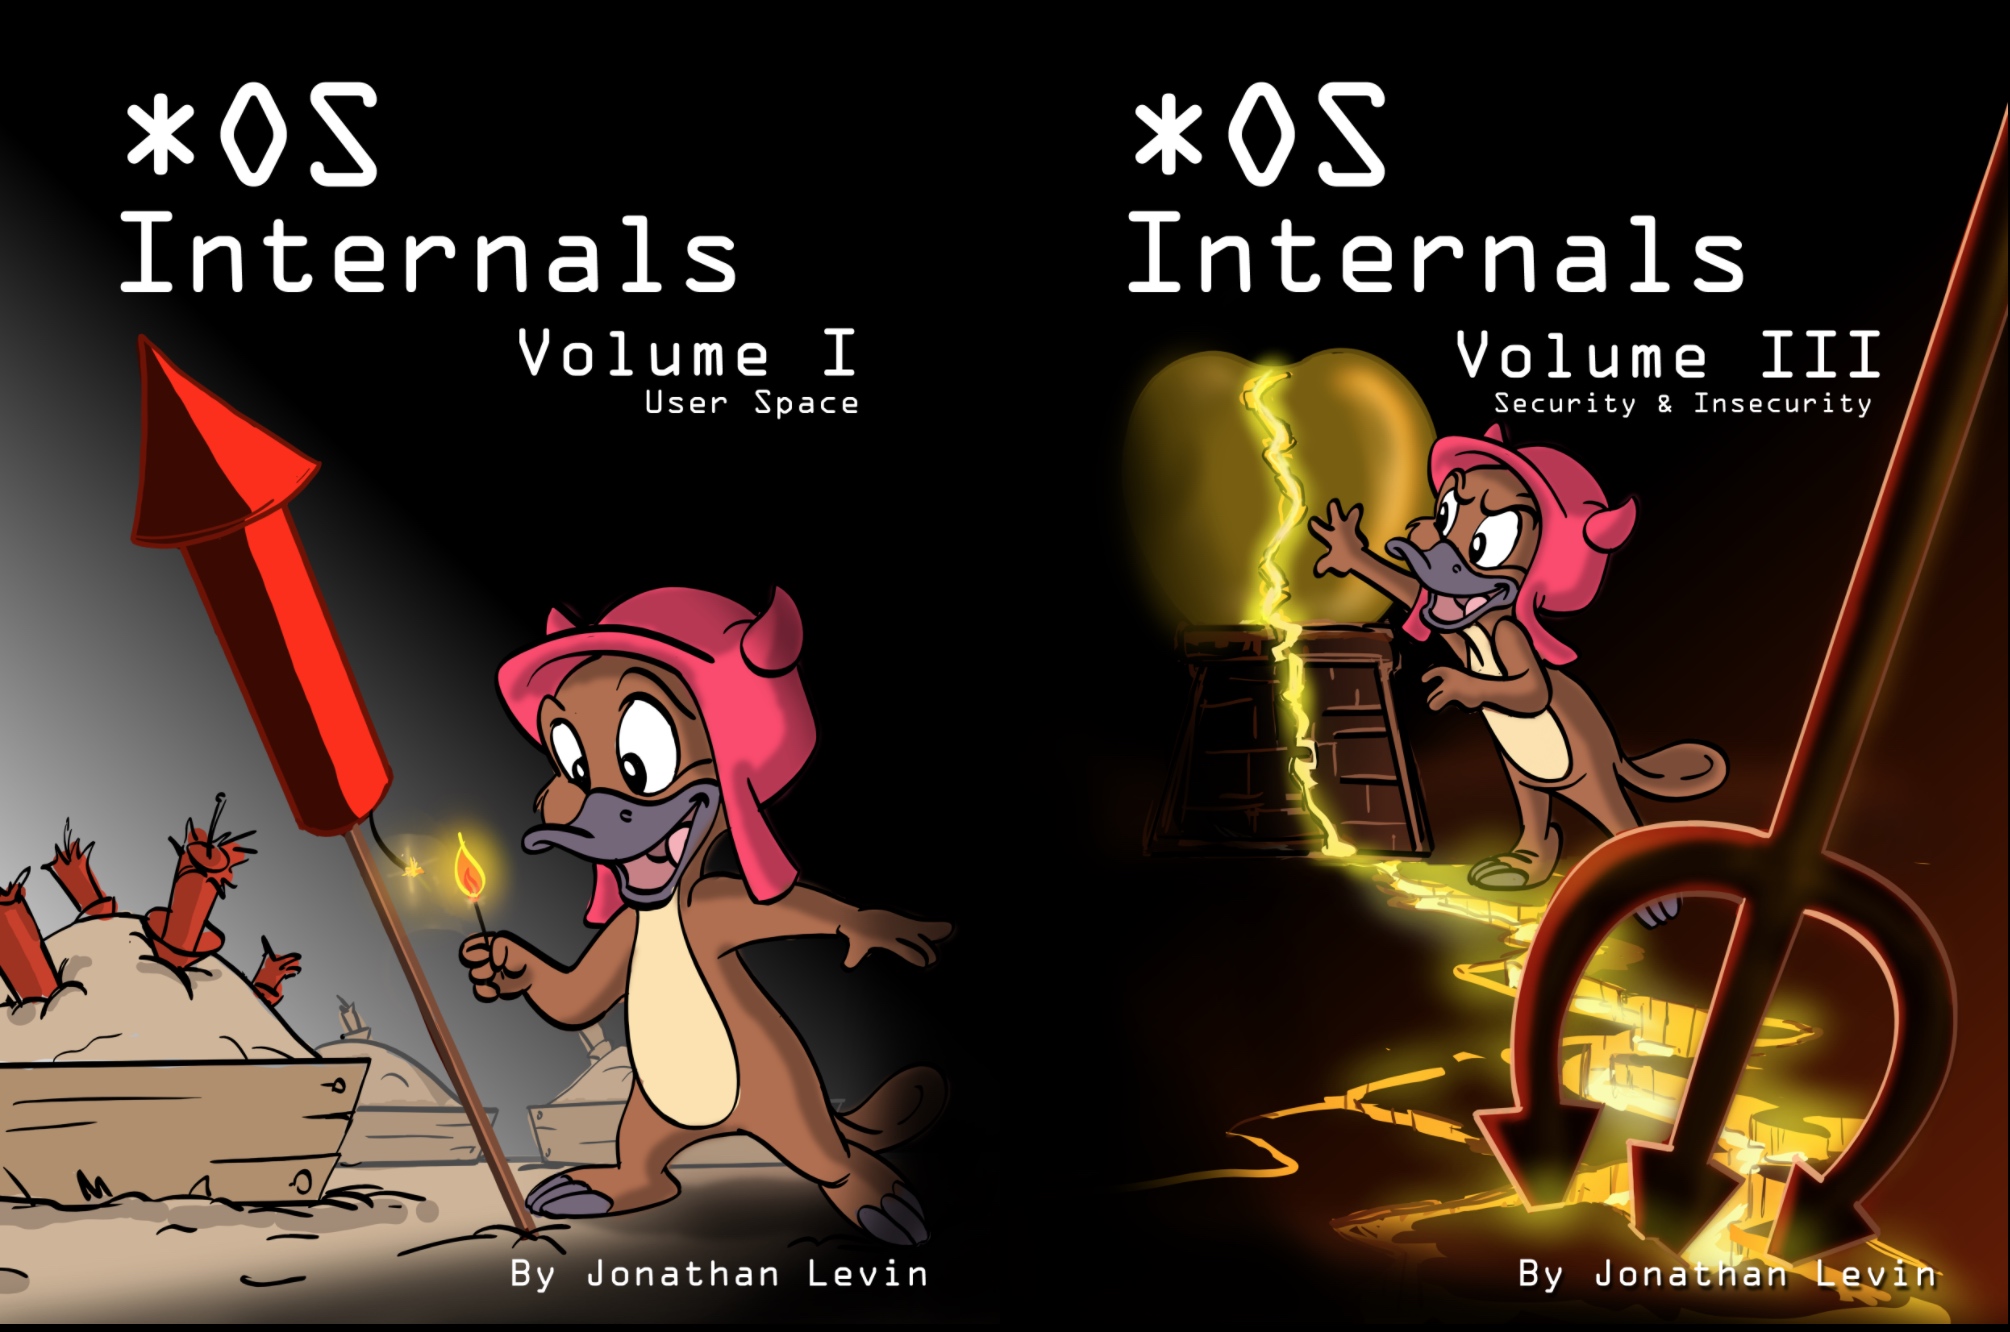 *OS
Internals
Volume I
User Space
By Jonathan Levin
*OS
Internals
Volume III
Security & Insecurity
By Jonathan Levin